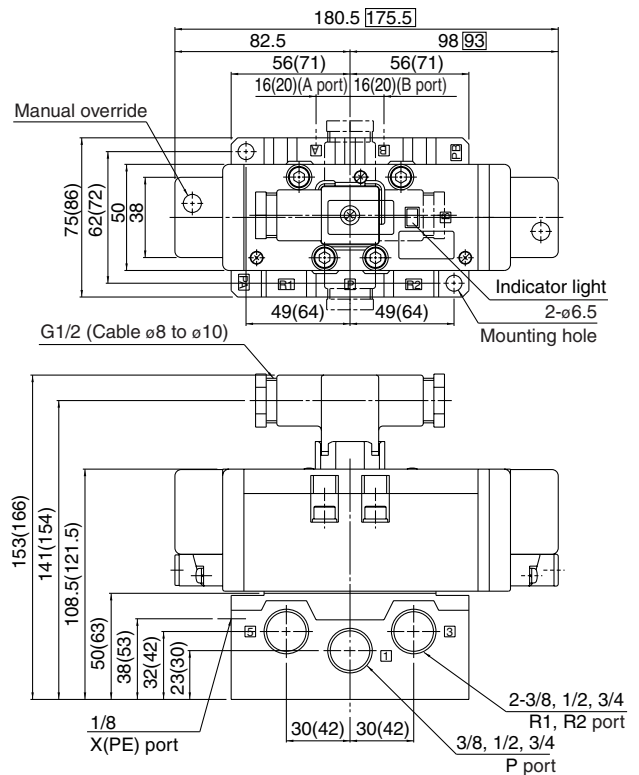 180.5 175.5
82.5
98 93
56(71)
56(71)
16(20)(A port)
16(20)(B port)
Manual override
75(86)
62(72)
50
38
A
B
PB
PA
R1
P
R2
Indicator light
2-ø6.5
Mounting hole
49(64)
49(64)
G1/2 (Cable ø8 to ø10)
153(166)
141(154)
108.5(121.5)
50(63)
38(53)
32(42)
23(30)
5
3
1
1/8
X(PE) port
30(42)
30(42)
2-3/8, 1/2, 3/4
R1, R2 port
3/8, 1/2, 3/4
P port